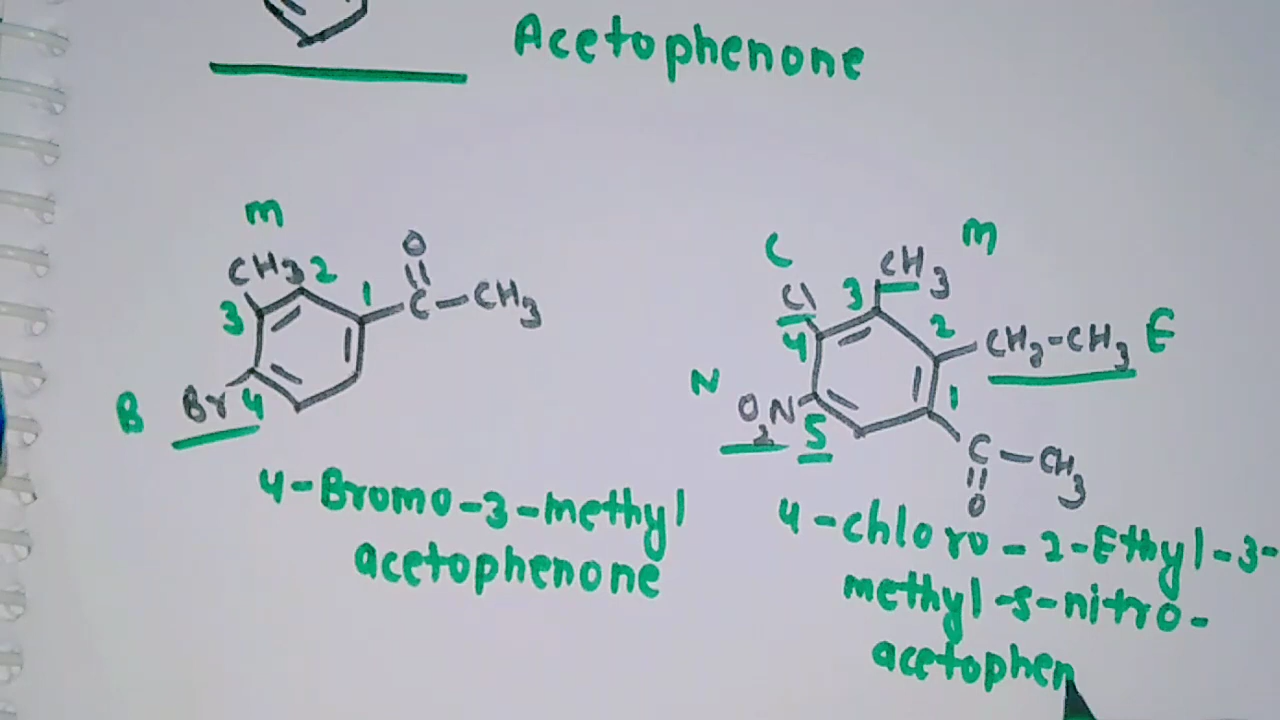 Acetophenone
m
CH3 2
O
3
1
C-CH3
B
Br 4
4-Bromo-3-methyl
acetophenone
C
m
CH3
Cl
3
4
2
CH2-CH3
E
N
O2N
5
1
C-CH3
O
4-chloro-2-Ethyl-3-
methyl-5-nitro-
acetophen